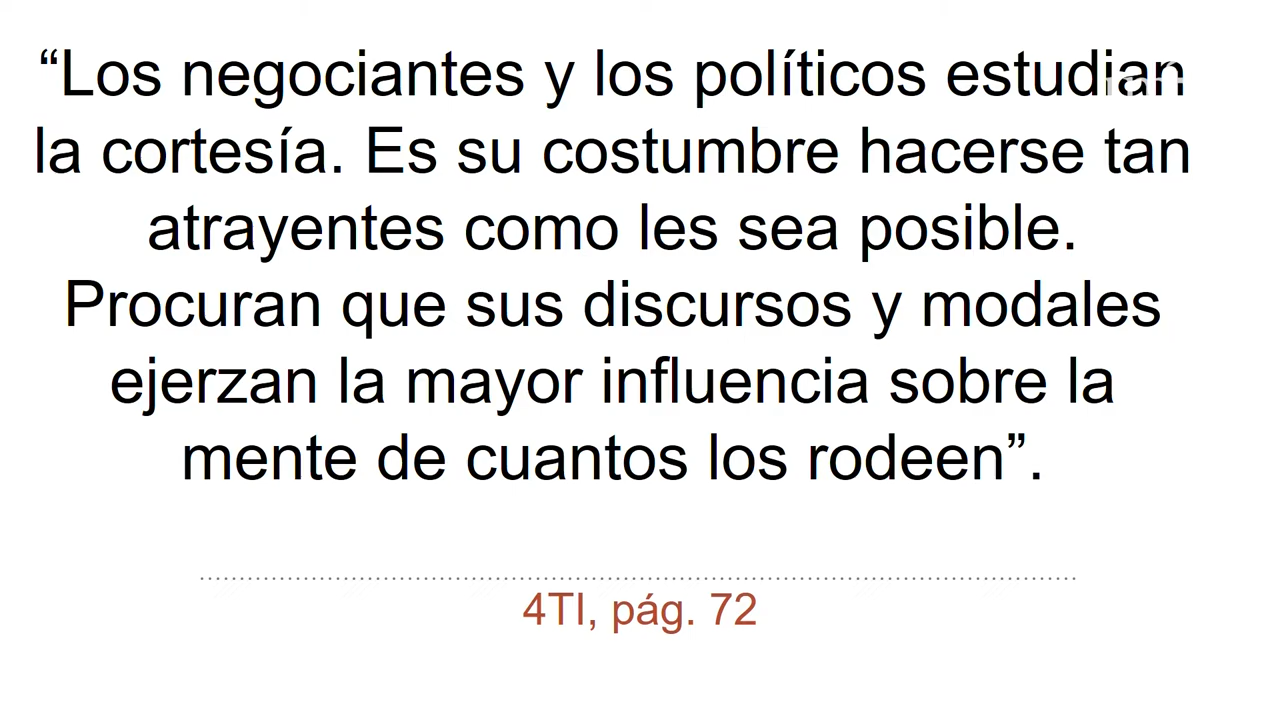 “Los negociantes y los políticos estudian
la cortesía. Es su costumbre hacerse tan
atrayentes como les sea posible.
Procuran que sus discursos y modales
ejerzan la mayor influencia sobre la
mente de cuantos los rodeen”.
4TI, pág. 72